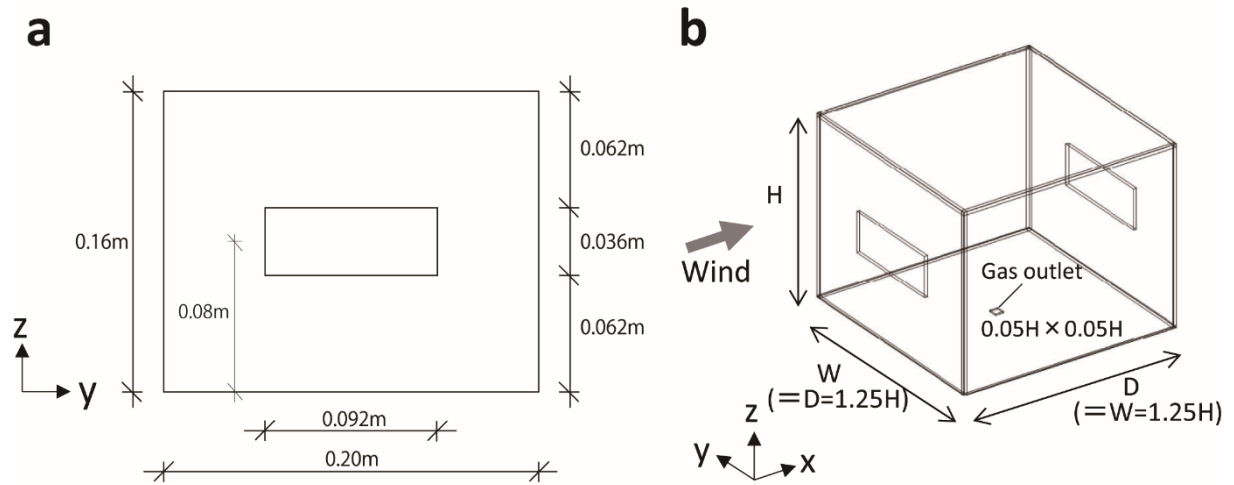 a
0.16m
0.08m
0.062m
0.036m
0.062m
0.092m
0.20m
z
y
b
H
Wind
Gas outlet
0.05H×0.05H
W
(=D=1.25H)
D
(=W=1.25H)
z
y
x